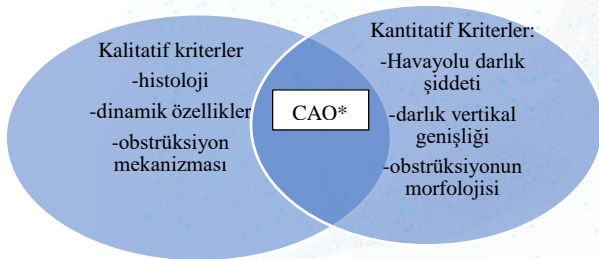 Kalitatif kriterler
-histoloji
-dinamik özellikler
-obstrüksiyon
mekanizması
CAO*
Kantitatif Kriterler:
-Havayolu darlık
şiddeti
-darlık vertikal
genişliği
-obstrüksiyonun
morfolojisi